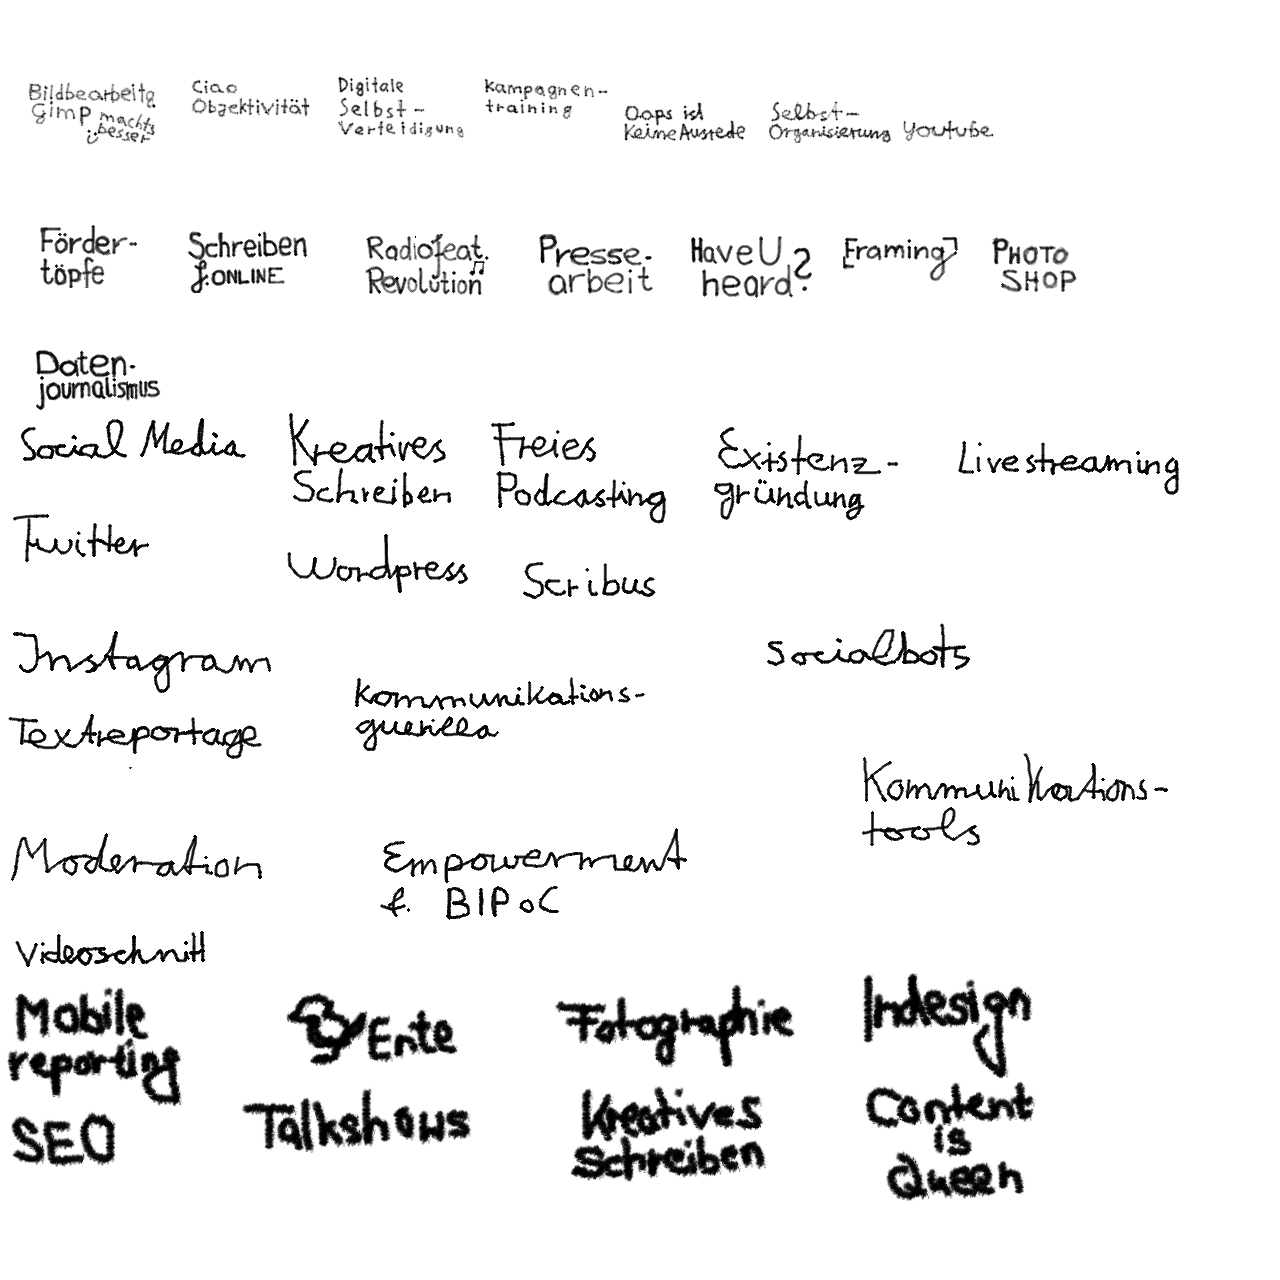 Bildbearbeitg
Gimp machts
besser
Ciao
Objektivität
Digitale
Selbst-
Verteidigung
Kampagnen-
training
Oops ist
Keine Ausrede
Selbst-
Organisierung
Youtube
Förder-
töpfe
Schreiben
f. ONLINE
Radiofeat.
Revolution
Presse-
arbeit
Have U
heard?
[Framing]
PHOTO
SHOP
Daten-
journalismus
Social Media
Kreatives
Schreiben
Freies
Podcasting
Existenz-
gründung
Livestreaming
Twitter
Wordpress
Scribus
Instagram
Socialbots
Textreportage
Kommunikations-
guerilla
Kommunikations-
tools
Moderation
Empowerment
f. BIPoC
Videoschnitt
Mobile
reporting
Ente
Fotographie
Indesign
SEO
Talkshows
Kreatives
Schreiben
Content
is
Queen